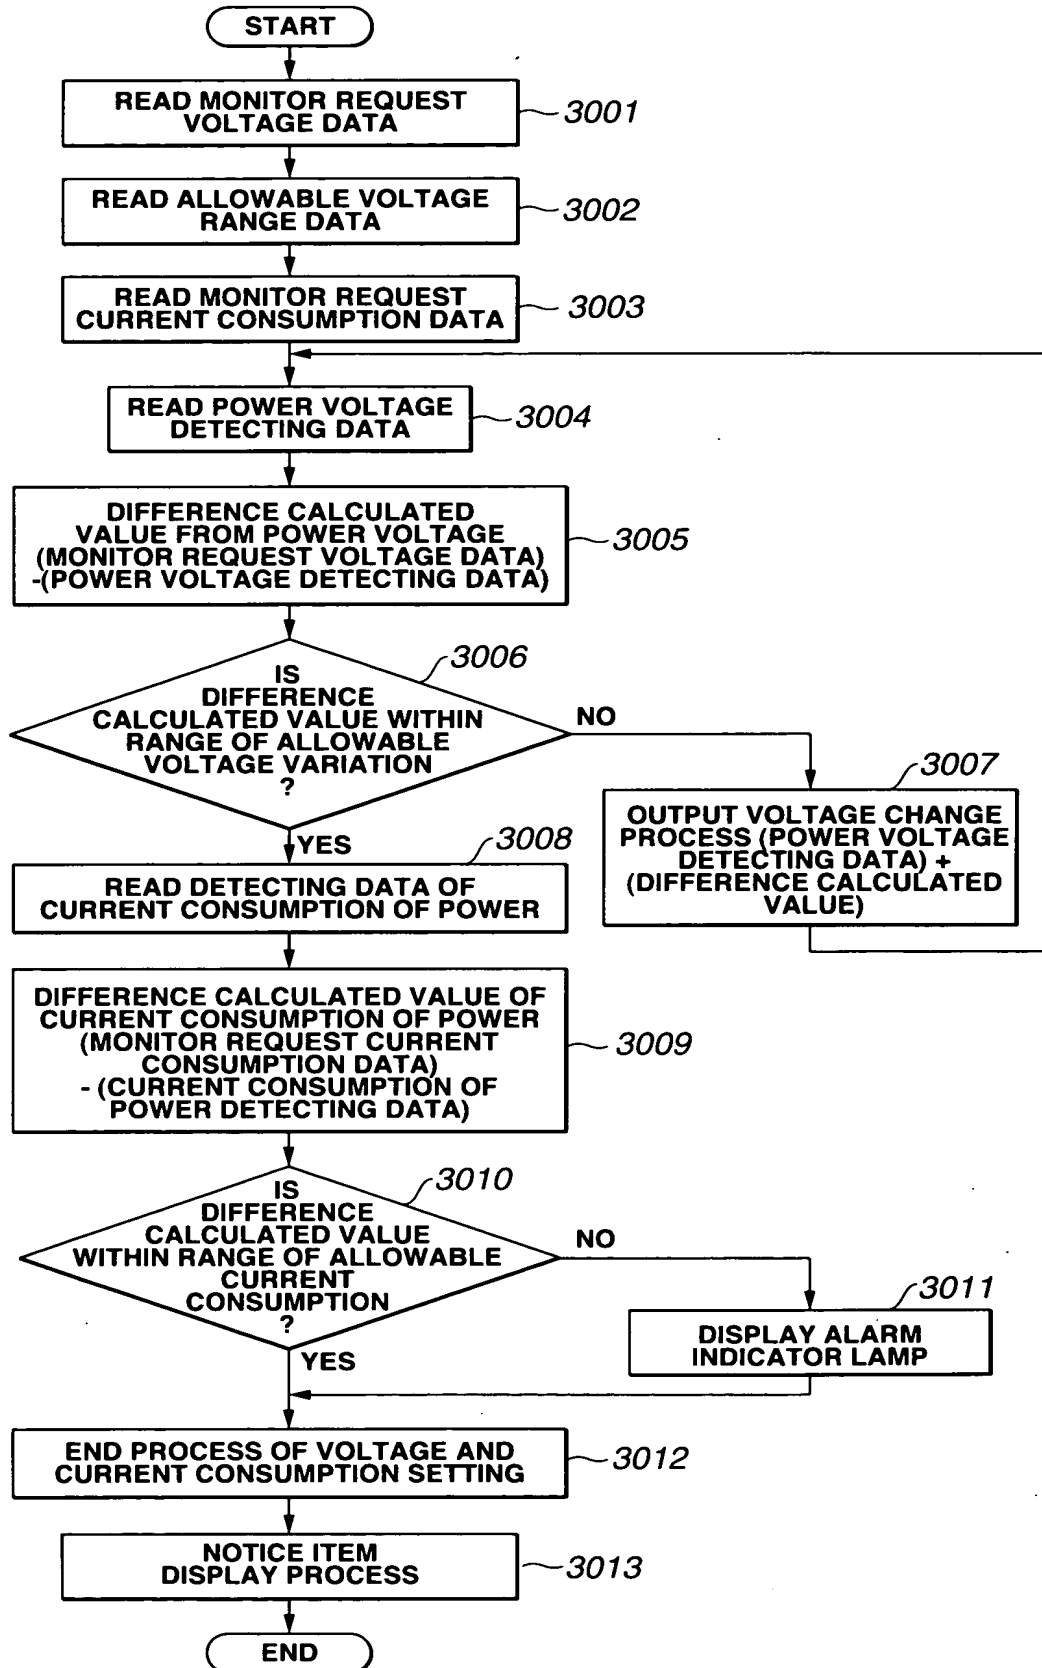 START
READ MONITOR REQUEST
VOLTAGE DATA
3001
READ ALLOWABLE VOLTAGE
RANGE DATA
3002
READ MONITOR REQUEST
CURRENT CONSUMPTION DATA
3003
READ POWER VOLTAGE
DETECTING DATA
3004
DIFFERENCE CALCULATED
VALUE FROM POWER VOLTAGE
(MONITOR REQUEST VOLTAGE DATA)
-(POWER VOLTAGE DETECTING DATA)
3005
3006
IS
DIFFERENCE
CALCULATED VALUE WITHIN
RANGE OF ALLOWABLE
VOLTAGE VARIATION
?
NO
YES
3007
OUTPUT VOLTAGE CHANGE
PROCESS (POWER VOLTAGE
DETECTING DATA) +
(DIFFERENCE CALCULATED
VALUE)
3008
READ DETECTING DATA OF
CURRENT CONSUMPTION OF POWER
DIFFERENCE CALCULATED VALUE OF
CURRENT CONSUMPTION OF POWER
(MONITOR REQUEST CURRENT
CONSUMPTION DATA)
- (CURRENT CONSUMPTION OF
POWER DETECTING DATA)
3009
3010
IS
DIFFERENCE
CALCULATED VALUE
WITHIN RANGE OF ALLOWABLE
CURRENT
CONSUMPTION
?
NO
YES
3011
DISPLAY ALARM
INDICATOR LAMP
END PROCESS OF VOLTAGE AND
CURRENT CONSUMPTION SETTING
3012
NOTICE ITEM
DISPLAY PROCESS
3013
END